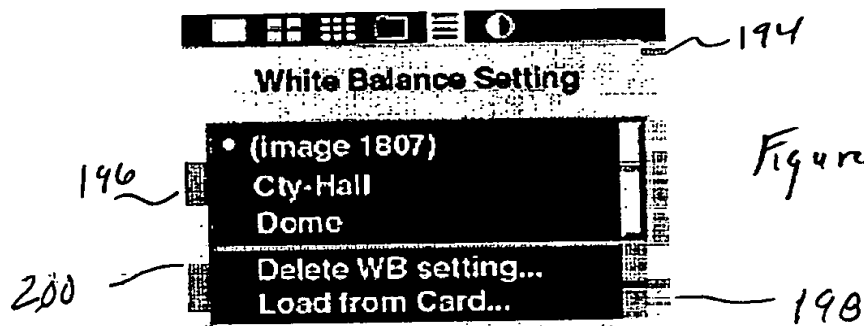 194
White Balance Setting
• (image 1807)
Cty-Hall
Dome
Delete WB setting...
Load from Card...
196
200
198
Figure